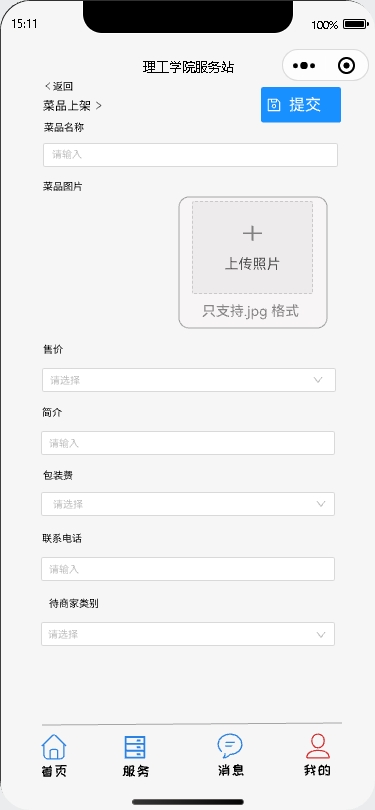 15:11
100%
理工学院服务站
返回
菜品上架
提交
菜品名称
请输入
菜品图片
上传照片
只支持.jpg 格式
售价
请选择
简介
请输入
包装费
请选择
联系电话
请输入
待商家类别
请选择
首页 服务 消息 我的